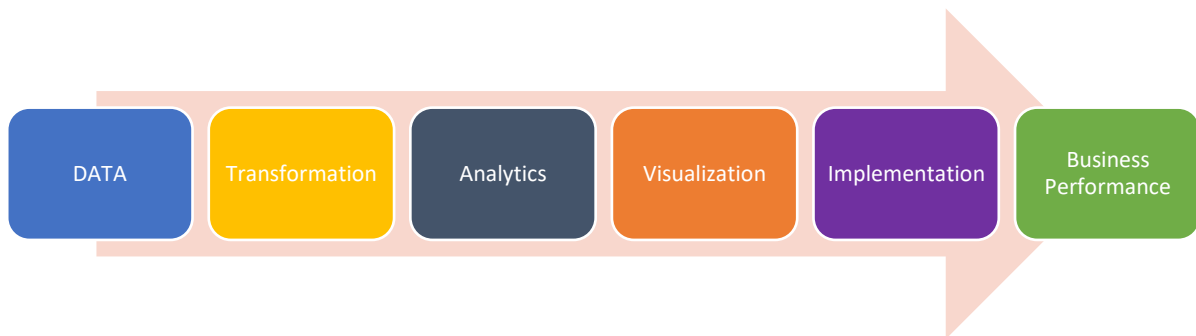 DATA
Transformation
Analytics
Visualization
Implementation
Business
Performance